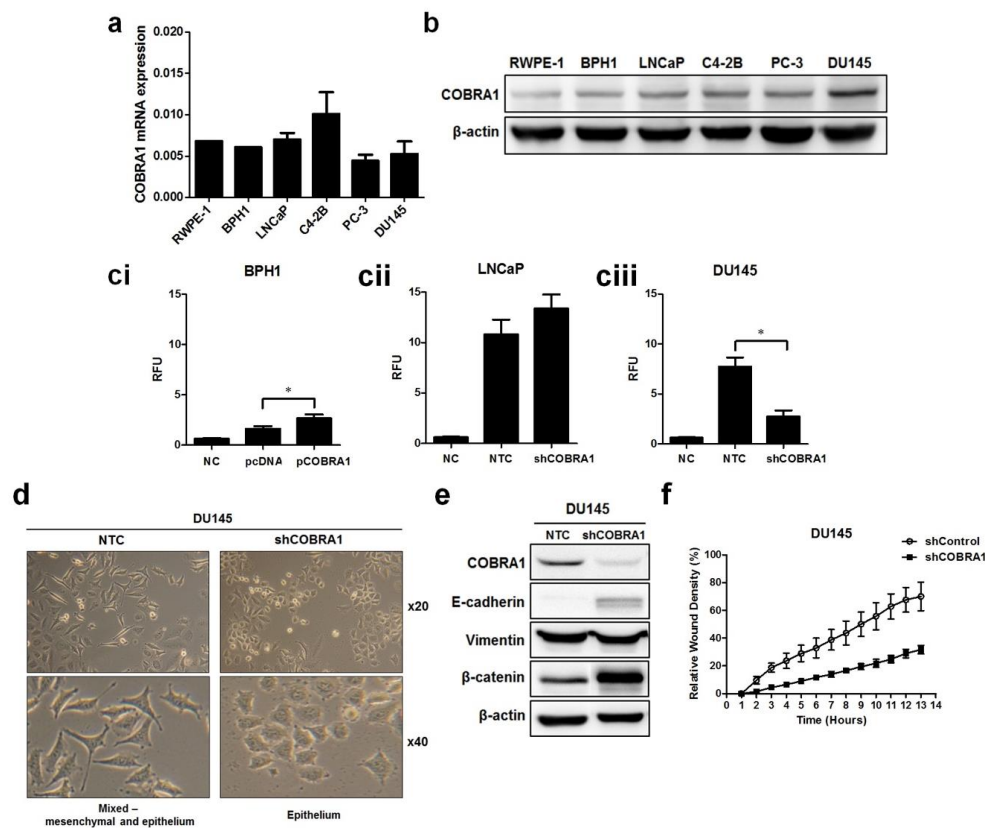 a
COBRA1 mRNA expression
0.020
0.015
0.010
0.005
0.000
RWPE-1
BPH1
LNCaP
C4-2B
PC-3
DU145
b
RWPE-1 BPH1 LNCaP C4-2B PC-3 DU145
COBRA1
β-actin
ci
BPH1
RFU
15
10
5
0
*
NC pcDNA pCOBRA1
cii
LNCaP
RFU
15
10
5
0
NC NTC shCOBRA1
ciii
DU145
RFU
15
10
5
0
*
NC NTC shCOBRA1
d
DU145
NTC shCOBRA1
x20
x40
Mixed –
mesenchymal and epithelium
Epithelium
e
DU145
NTC shCOBRA1
COBRA1
E-cadherin
Vimentin
β-catenin
β-actin
f
DU145
shControl
shCOBRA1
Relative Wound Density (%)
100
80
60
40
20
0
0 1 2 3 4 5 6 7 8 9 10 11 12 13 14
Time (Hours)